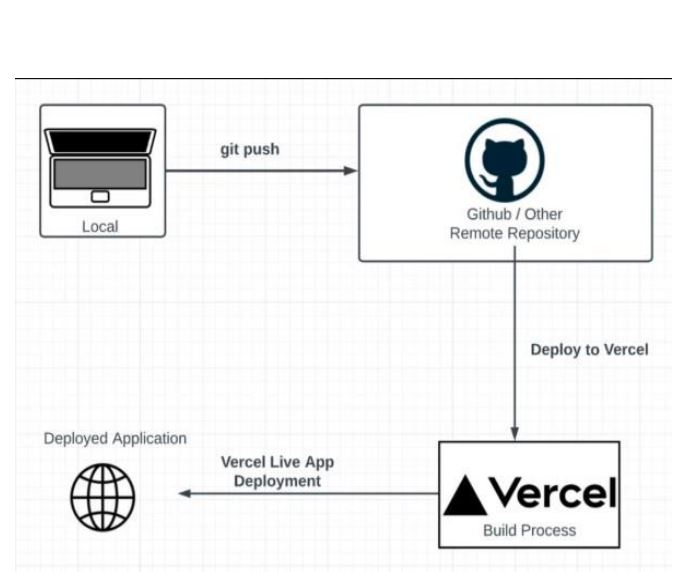 git push
Local
Github / Other
Remote Repository
Deploy to Vercel
Deployed Application
Vercel Live App
Deployment
Vercel
Build Process